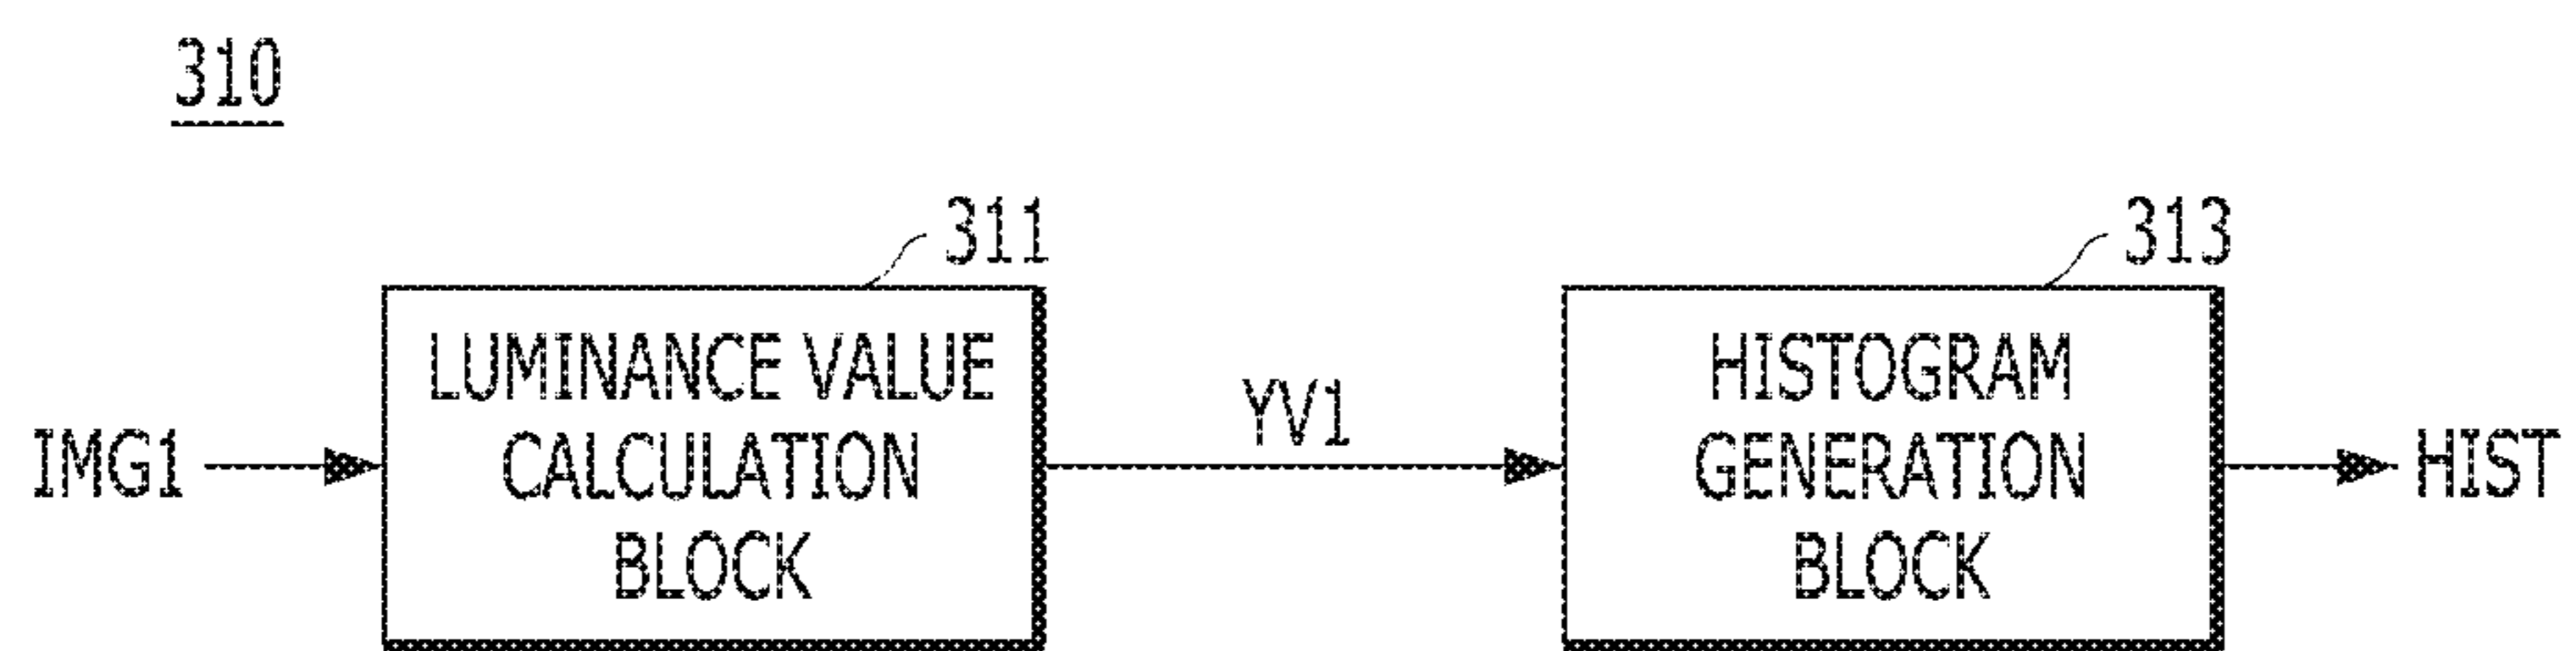 310
311
313
LUMINANCE VALUE
CALCULATION
BLOCK
HISTOGRAM
GENERATION
BLOCK
IMG1
YV1
HIST